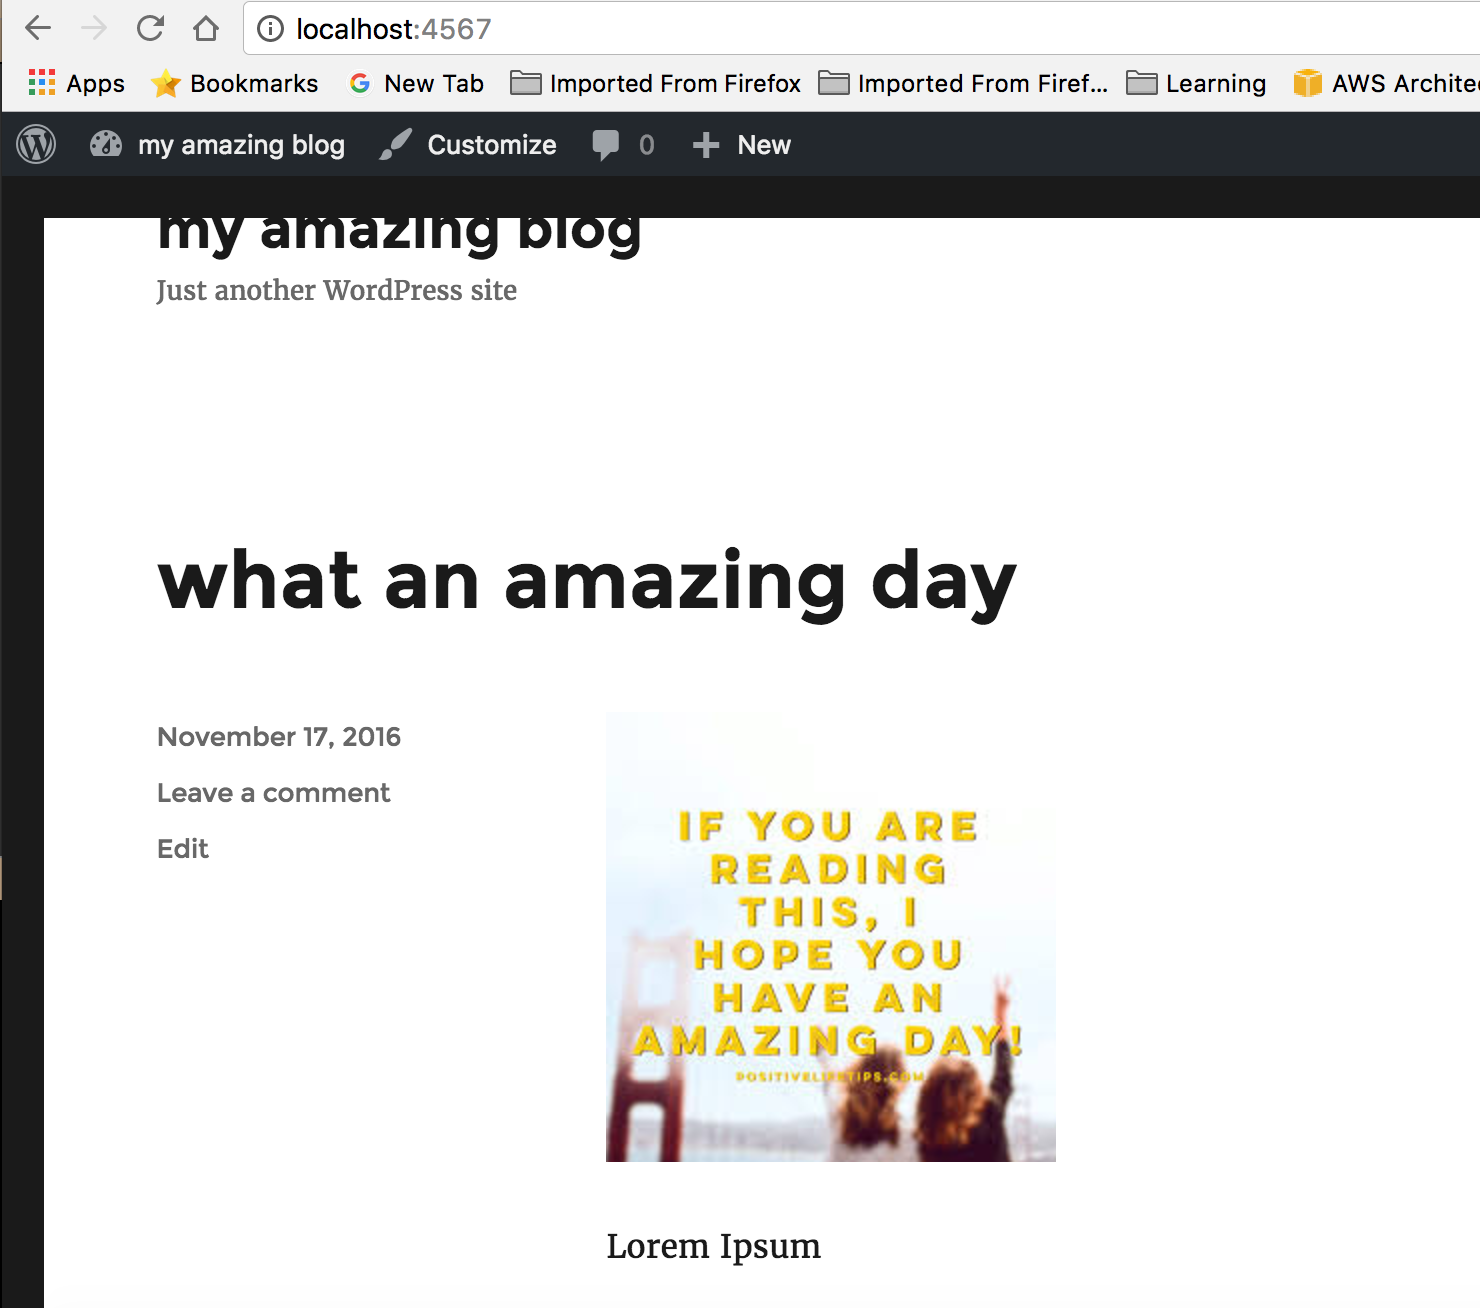 localhost:4567
Apps Bookmarks New Tab Imported From Firefox Imported From Firef... Learning AWS Archite
my amazing blog Customize 0 New
my amazing blog
Just another WordPress site
what an amazing day
November 17, 2016
Leave a comment
Edit
IF YOU ARE
READING
THIS, I
HOPE YOU
HAVE AN
AMAZING DAY!
POSITIVELIFETIPS.COM
Lorem Ipsum